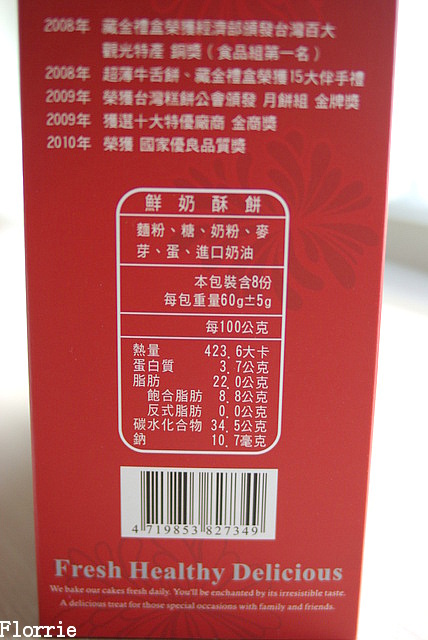 2008年 藏金禮盒榮獲經濟部頒發台灣百大
觀光特產 銅獎（食品組第一名）
2008年 超薄牛舌餅、藏金禮盒榮獲15大伴手禮
2009年 榮獲台灣糕餅公會頒發 月餅組 金牌獎
2009年 獲選十大特優廠商 金商獎
2010年 榮獲 國家優良品質獎
鮮奶酥餅
麵粉、糖、奶粉、麥
芽、蛋、進口奶油
本包裝含8份
每包重量60g±5g
每100公克
熱量 423.6大卡
蛋白質 3.7公克
脂肪 22.0公克
飽合脂肪 8.8公克
反式脂肪 0.0公克
碳水化合物 34.5公克
鈉 10.7毫克
4 719853 827349
Fresh Healthy Delicious
We bake our cakes fresh daily. You'll be enchanted by its irresistible taste.
A delicious treat for those special occasions with family and friends.
Florrie